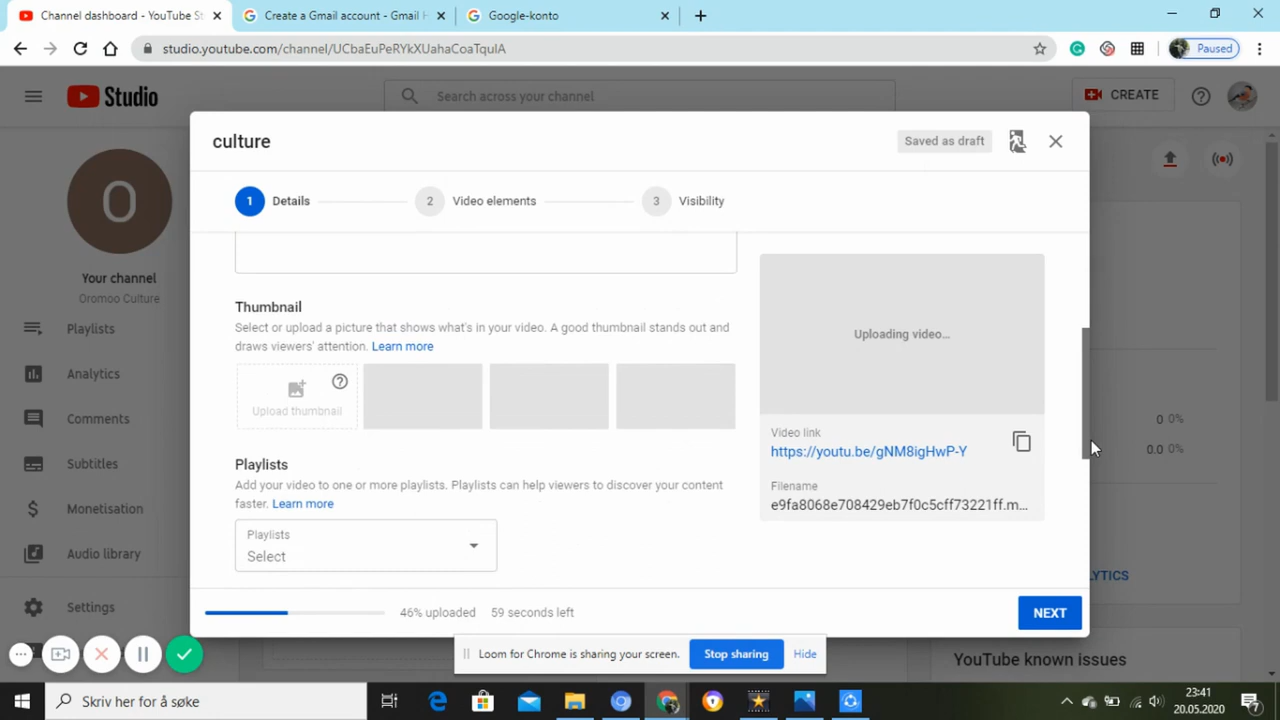 Channel dashboard - YouTube St
Create a Gmail account - Gmail H
Google-konto
studio.youtube.com/channel/UCbaEuPeRYkXUahaCoaTquIA
Paused
Studio
Search across your channel
CREATE
culture
Saved as draft
1 Details
2 Video elements
3 Visibility
O
Your channel
Oromoo Culture
Playlists
Analytics
Comments
Subtitles
Monetisation
Audio library
Settings
Thumbnail
Select or upload a picture that shows what's in your video. A good thumbnail stands out and
draws viewers' attention. Learn more
Upload thumbnail
Playlists
Add your video to one or more playlists. Playlists can help viewers to discover your content
faster. Learn more
Playlists
Select
Uploading video...
Video link
https://youtu.be/gNM8igHwP-Y
Filename
e9fa8068e708429eb7f0c5cff73221ff.m...
0 0%
0.0 %
LYTICS
46% uploaded 59 seconds left
NEXT
Loom for Chrome is sharing your screen.
Stop sharing
Hide
YouTube known issues
Skriv her for å søke
23:41
20.05.2020
7